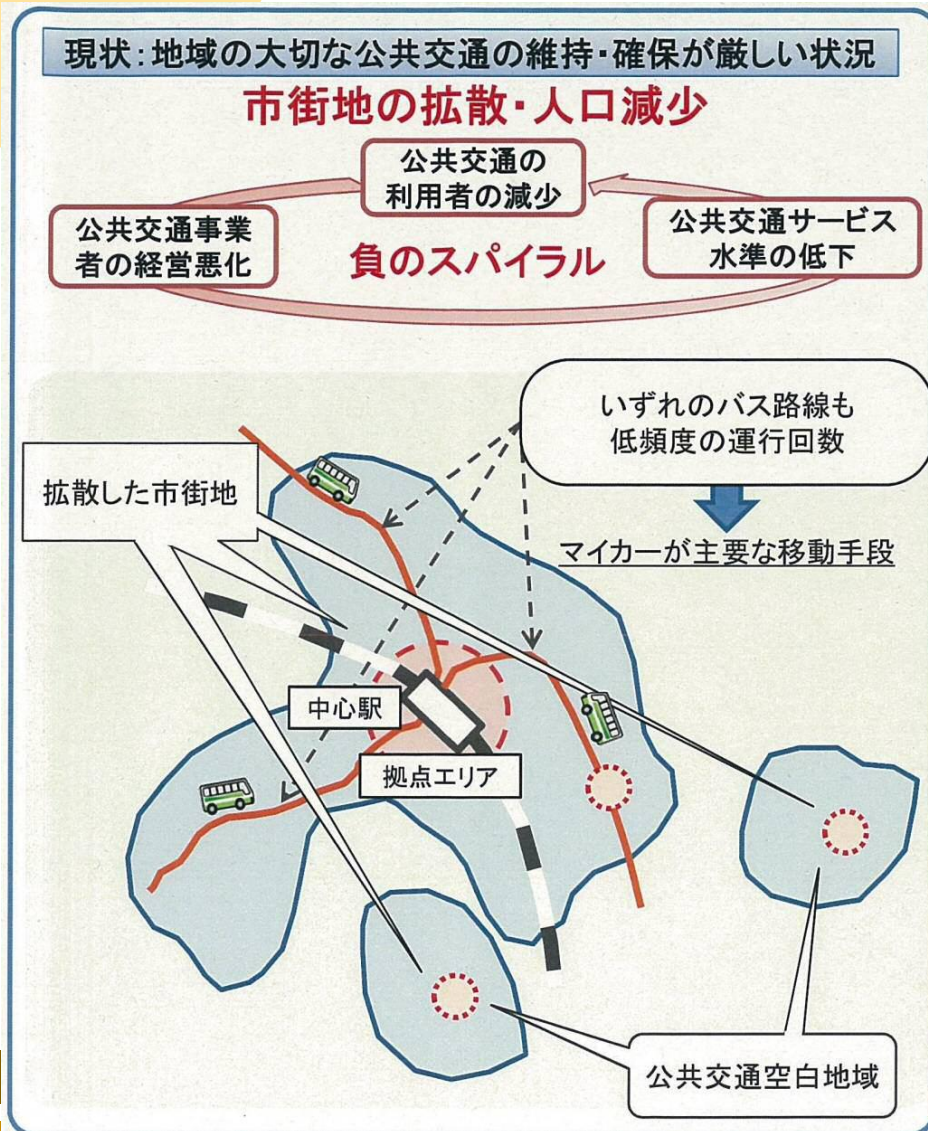 現状:地域の大切な公共交通の維持・確保が厳しい状況
市街地の拡散・人口減少
公共交通の
利用者の減少
公共交通事業
者の経営悪化
負のスパイラル
公共交通サービス
水準の低下
いずれのバス路線も
低頻度の運行回数
拡散した市街地
マイカーが主要な移動手段
中心駅
拠点エリア
公共交通空白地域